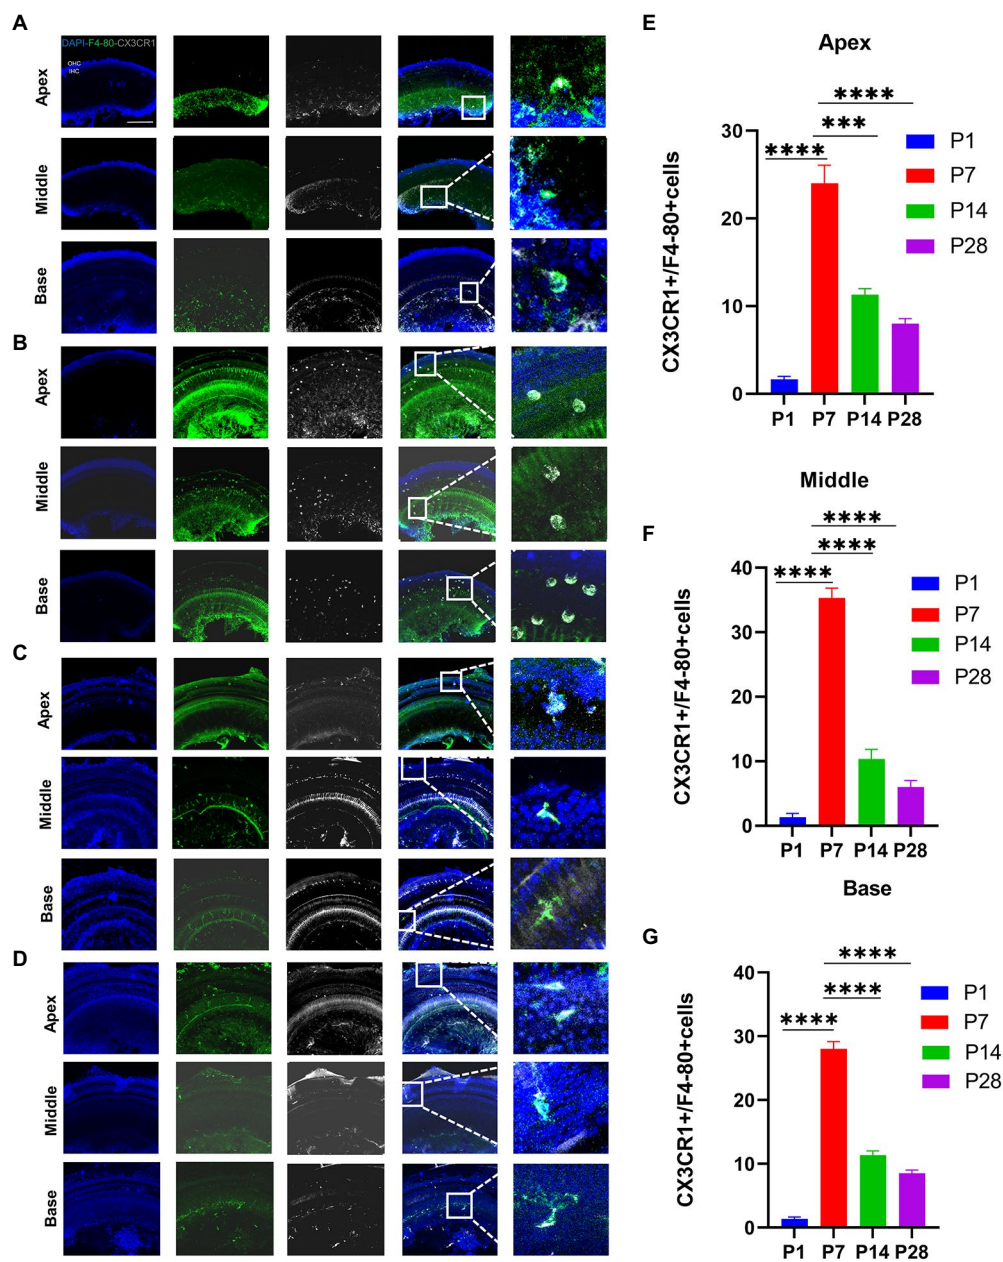 A
DAPI-F4-80-CX3CR1
OHC
IHC
Apex
Middle
Base
B
Apex
Middle
Base
C
Apex
Middle
Base
D
Apex
Middle
Base
E
Apex
CX3CR1+/F4-80+cells
30
20
10
0
****
***
****
P1
P7
P14
P28
P1 P7 P14 P28
F
Middle
CX3CR1+/F4-80+cells
40
30
20
10
0
****
****
****
P1
P7
P14
P28
P1 P7 P14 P28
G
Base
CX3CR1+/F4-80+cells
40
30
20
10
0
****
****
****
P1
P7
P14
P28
P1 P7 P14 P28